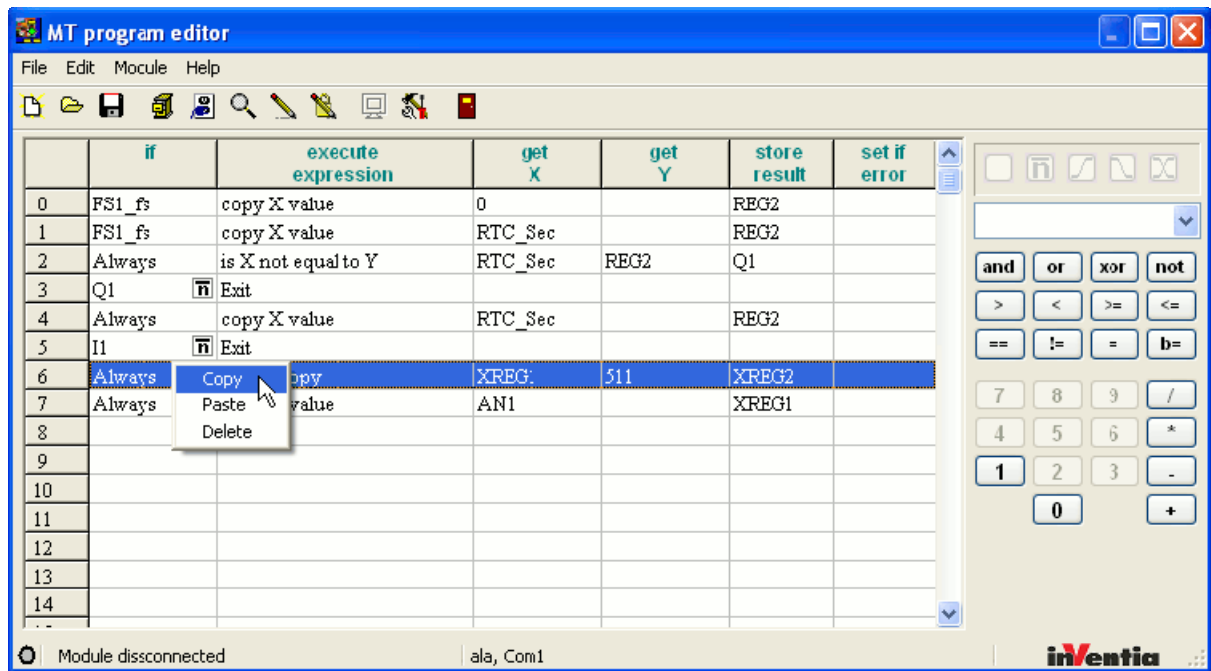 MT program editor
File Edit Mocule Help
if execute expression get X get Y store result set if error
0 FS1_fs copy X value 0 REG2
1 FS1_fs copy X value RTC_Sec REG2
2 Always is X not equal to Y RTC_Sec REG2 Q1
3 Q1 n Exit
4 Always copy X value RTC_Sec REG2
5 I1 n Exit
6 Always opy XREG: 511 XREG2
7 Always value AN1 XREG1
Copy
Paste
Delete
8
9
10
11
12
13
14
n
and or xor not
> < >= <=
== != = b=
7 8 9 /
4 5 6 *
1 2 3 -
0 +
Module dissconnected ala, Com1 inVentia